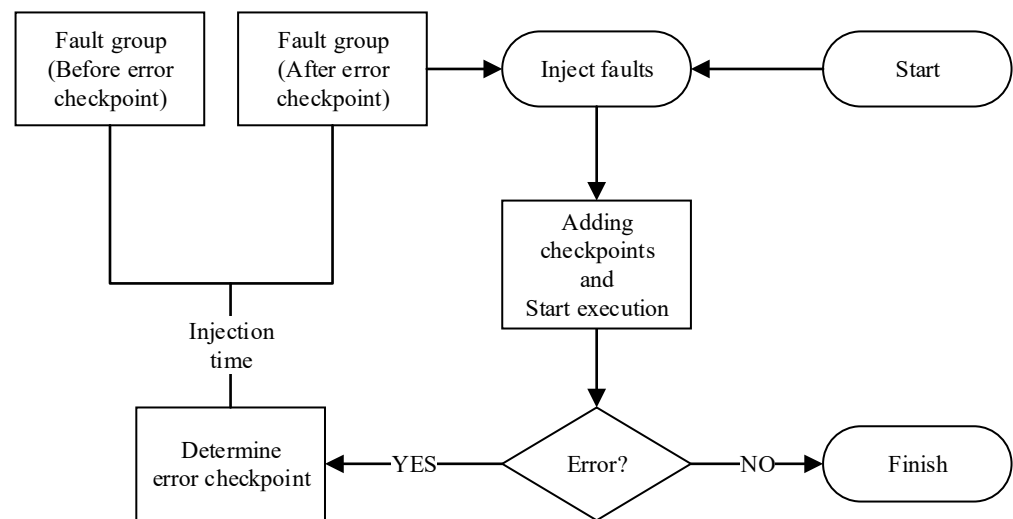 Fault group
(Before error
checkpoint)
Fault group
(After error
checkpoint)
Inject faults
Start
Adding
checkpoints
and
Start execution
Injection
time
Determine
error checkpoint
YES
Error?
NO
Finish